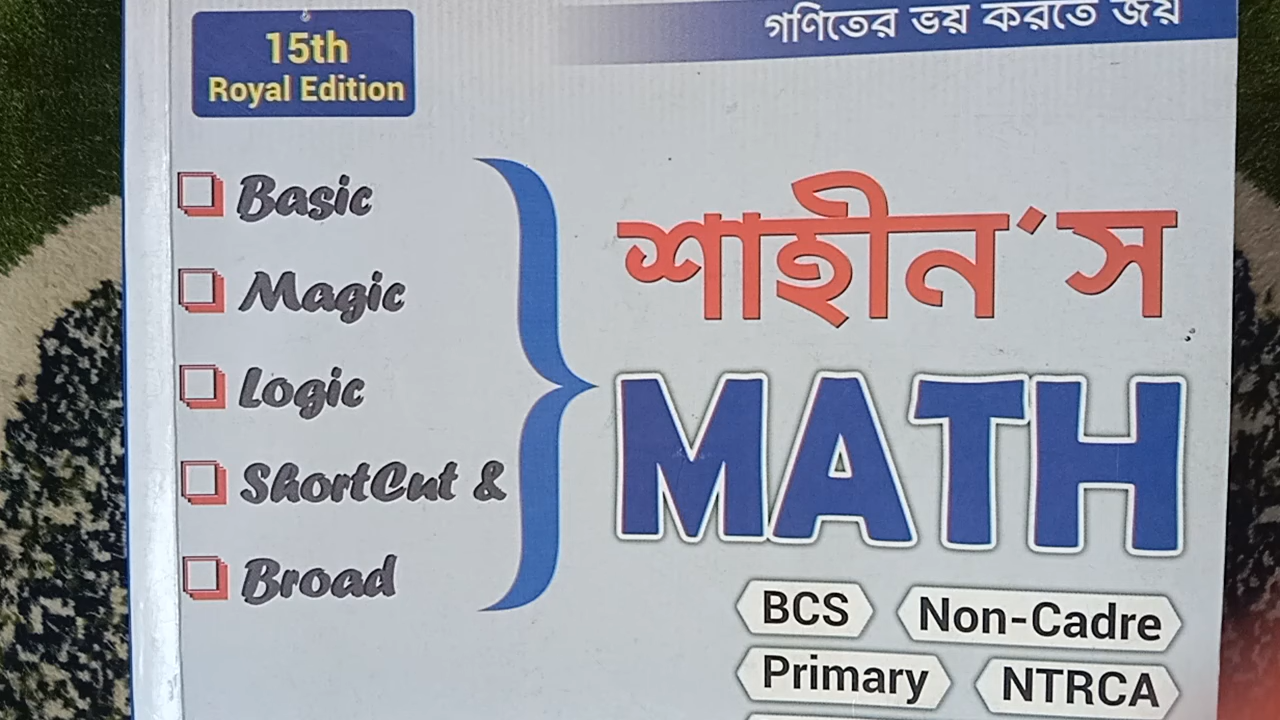 15th
Royal Edition
গণিতের ভয় করতে জয়
Basic
Magic
Logic
ShortCut &
Broad
শাহীন'স
MATH
BCS
Non-Cadre
Primary
NTRCA